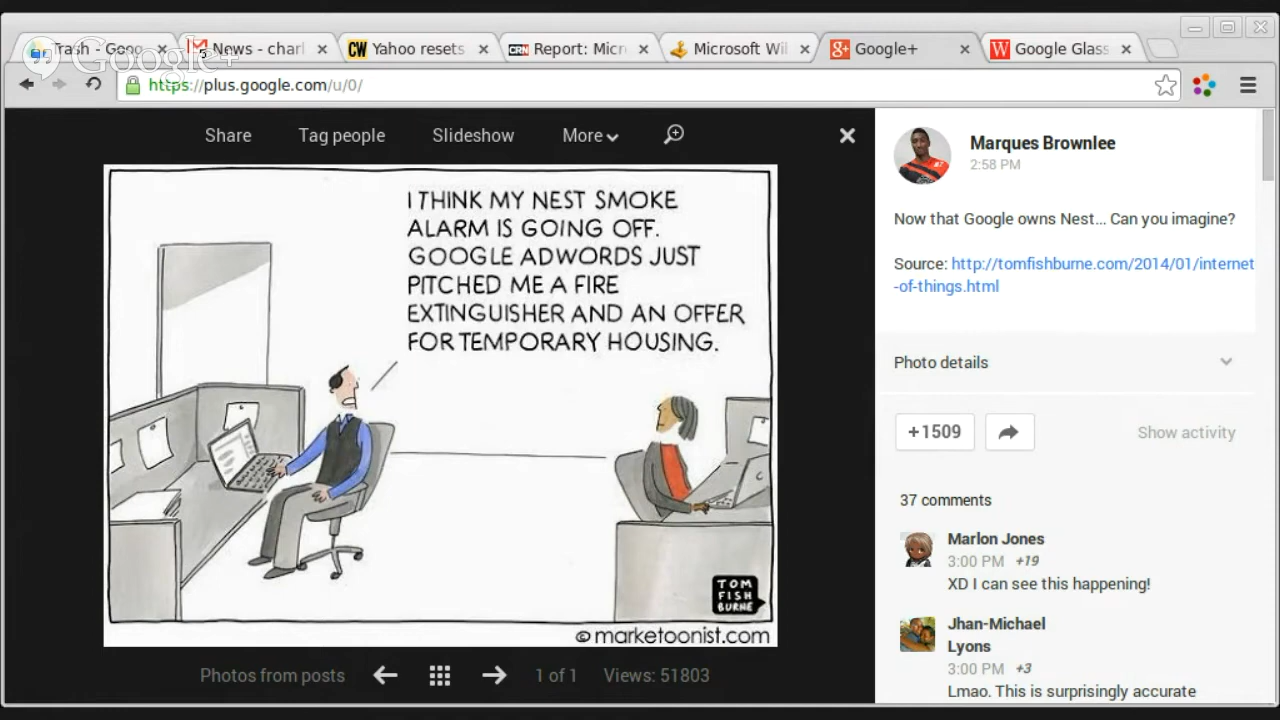 Google+
Trash - Goog
News - charl
CW Yahoo resets
CRN Report: Micr
Microsoft Wil
Google+
W Google Glass
https://plus.google.com/u/0/
Share Tag people Slideshow More
I THINK MY NEST SMOKE
ALARM IS GOING OFF.
GOOGLE ADWORDS JUST
PITCHED ME A FIRE
EXTINGUISHER AND AN OFFER
FOR TEMPORARY HOUSING.
TOM
FISH
BURNE
© marketoonist.com
Photos from posts 1 of 1 Views: 51803
Marques Brownlee
2:58 PM
Now that Google owns Nest... Can you imagine?
Source: http://tomfishburne.com/2014/01/internet
-of-things.html
Photo details
+1509 Show activity
37 comments
Marlon Jones
3:00 PM +19
XD I can see this happening!
Jhan-Michael
Lyons
3:00 PM +3
Lmao. This is surprisingly accurate